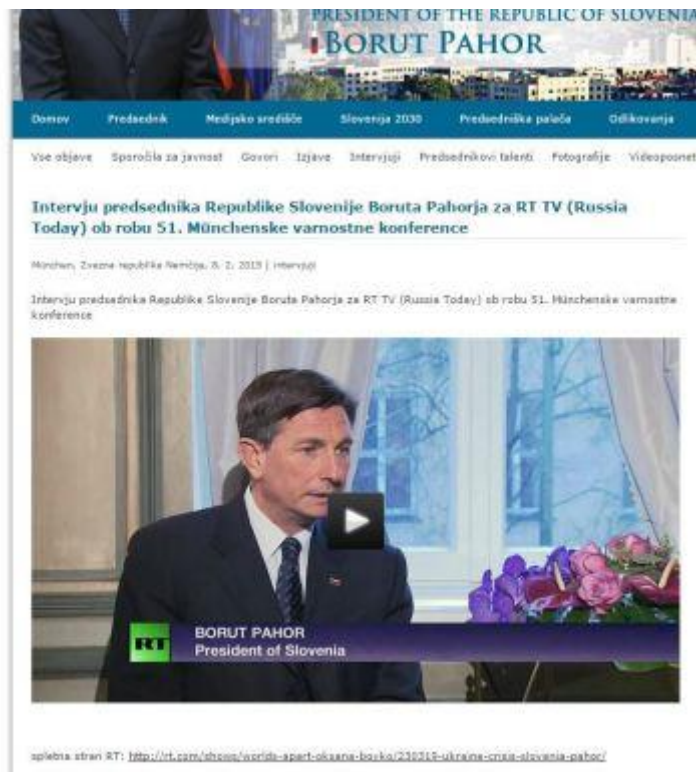 PRESIDENT OF THE REPUBLIC OF SLOVENIA
BORUT PAHOR
Domov Predsednik Medijsko središče Slovenija 2030 Predsedniška palača Odlikovanja
Vse objave Sporočila za javnost Govori Izjave Intervjuji Predsednikovi talenti Fotografije Videoposnet
Intervju predsednika Republike Slovenije Boruta Pahorja za RT TV (Russia
Today) ob robu 51. Münchenske varnostne konference
München, Zvezna republika Nemčija, 8. 2. 2015 | intervjuji
Intervju predsednika Republike Slovenije Boruta Pahorja za RT TV (Russia Today) ob robu 51. Münchenske varnostne
konference
RT
BORUT PAHOR
President of Slovenia
spletna stran RT: http://rt.com/shows/worlds-apart-oksana-boyko/230319-ukraine-crisis-slovenia-pahor/